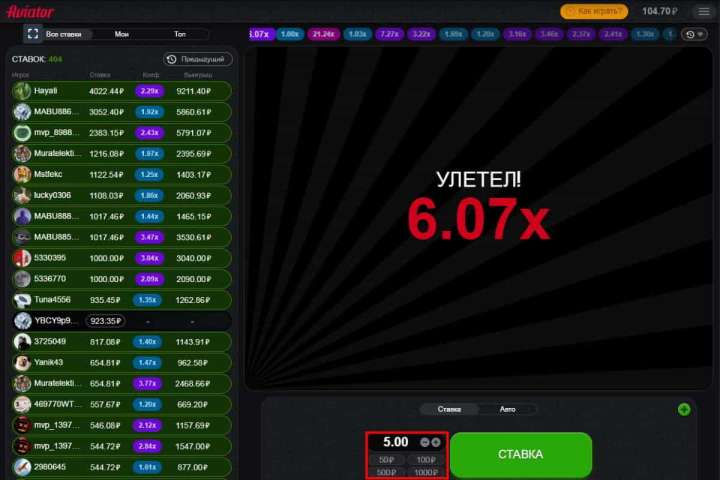 Aviator
Как играть?
104.70₽
Все ставки Мои Топ
3.07x 1.00x 21.24x 1.03x 7.27x 3.22x 1.60x 1.20x 3.16x 3.46x 2.37x 2.41x 1.30x
СТАВОК: 404
Предыдущий
Игрок Ставка Коэф. Выигрыш
Hayati 4022.44₽ 2.29x 9211.40₽
MABU886... 3052.40₽ 1.92x 5860.61₽
mvp_8988... 2383.15₽ 2.43x 5791.07₽
Muratelekti... 1216.08₽ 1.97x 2395.69₽
Mstfekc 1122.54₽ 1.25x 1403.17₽
lucky0306 1108.03₽ 1.86x 2060.93₽
MABU888... 1017.46₽ 1.44x 1465.15₽
MABU885... 1017.46₽ 3.47x 3530.61₽
5330395 1000.00₽ 3.04x 3040.00₽
5336770 1000.00₽ 2.09x 2090.00₽
Tuna4556 935.45₽ 1.35x 1262.86₽
YBCY9p9... 923.35₽ - -
3725049 817.08₽ 1.40x 1143.91₽
Yanik43 654.81₽ 1.47x 962.58₽
Muratelekti... 654.81₽ 3.77x 2468.66₽
469770WT... 557.67₽ 1.20x 669.20₽
mvp_1397... 546.08₽ 2.12x 1157.69₽
mvp_1397... 544.72₽ 2.84x 1547.00₽
2980645 544.72₽ 1.61x 877.00₽
УЛЕТЕЛ!
6.07x
Ставка Авто
5.00
50₽ 100₽
500₽ 1000₽
СТАВКА